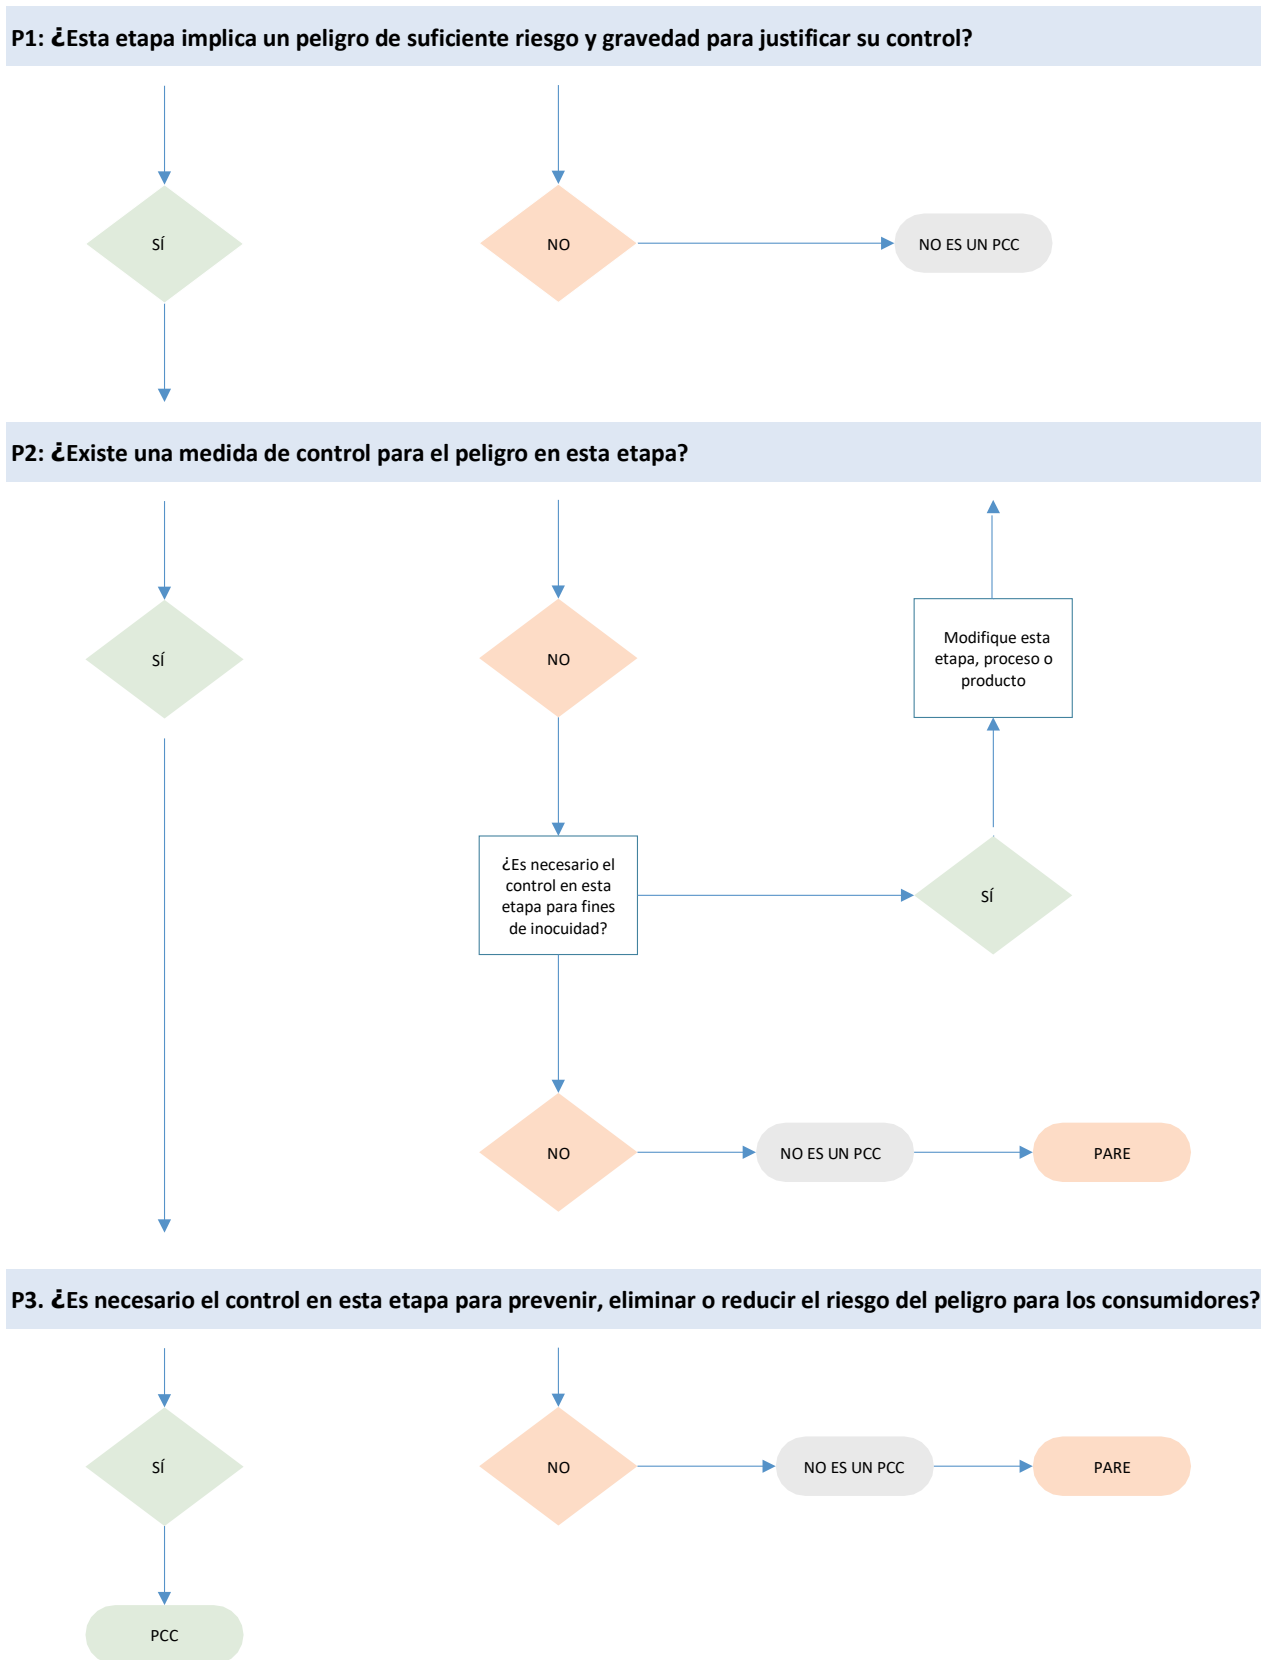 P1: ¿Esta etapa implica un peligro de suficiente riesgo y gravedad para justificar su control?
SÍ
NO
NO ES UN PCC
P2: ¿Existe una medida de control para el peligro en esta etapa?
SÍ
NO
Modifique esta
etapa, proceso o
producto
¿Es necesario el
control en esta
etapa para fines
de inocuidad?
SÍ
NO
NO ES UN PCC
PARE
P3. ¿Es necesario el control en esta etapa para prevenir, eliminar o reducir el riesgo del peligro para los consumidores?
SÍ
NO
NO ES UN PCC
PARE
PCC